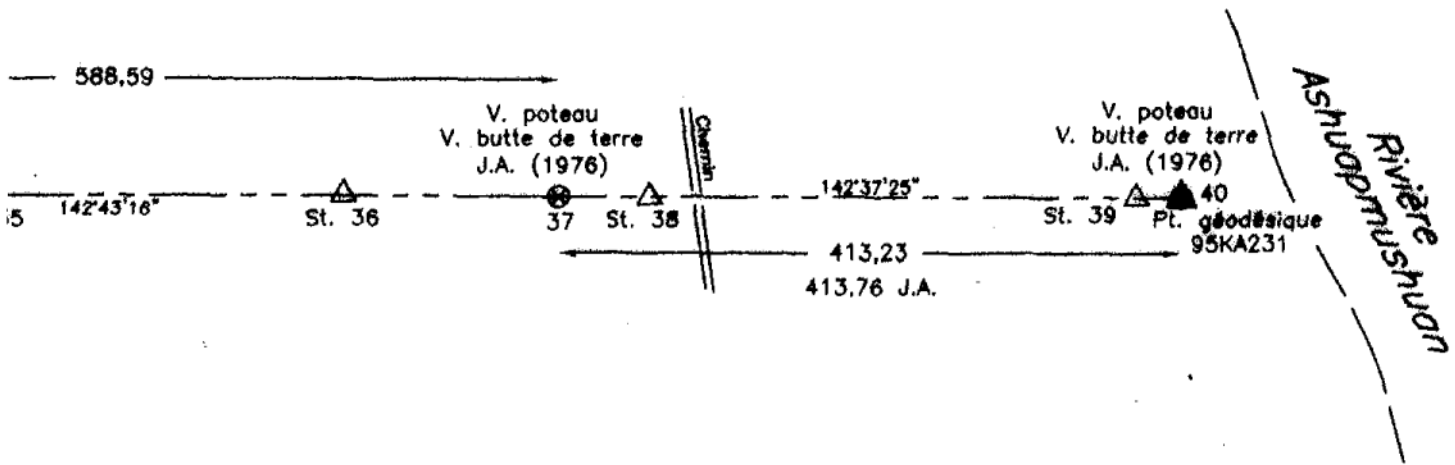 588,59
V. poteau
V. butte de terre
J.A. (1976)
Chemin
V. poteau
V. butte de terre
J.A. (1976)
Rivière
Ashuapmushuan
142°43'16"
St. 36
37
St. 38
142°37'25"
St. 39
40
Pt. géodésique
95KA231
413,23
413,76 J.A.